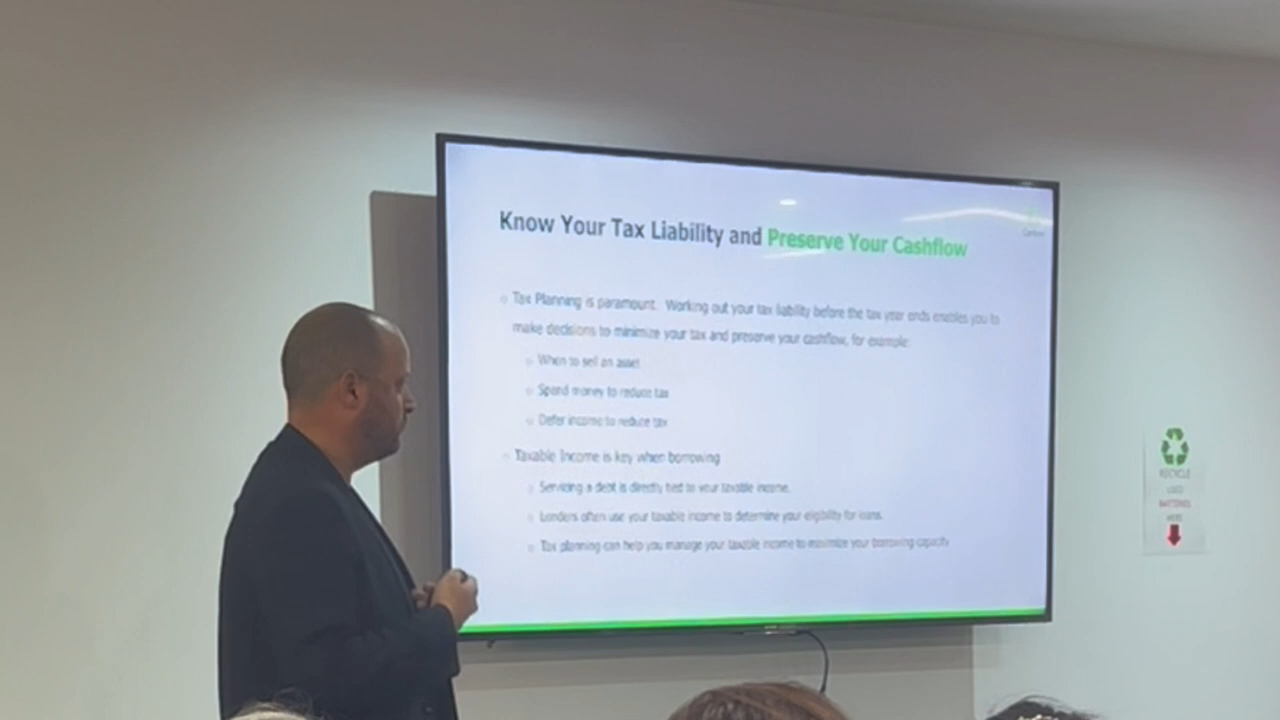 Know Your Tax Liability and Preserve Your Cashflow
Tax Planning is paramount. Working out your tax liability before the tax year ends enables you to
make decisions to minimize your tax and preserve your cashflow, for example:
When to sell an asset
Spend money to reduce tax
Defer income to reduce tax
Taxable Income is key when borrowing
Servicing a debt is directly tied to your taxable income.
Lenders often use your taxable income to determine your eligibility for loans.
Tax planning can help you manage your taxable income to maximize your borrowing capacity
RECYCLE
USED
BATTERIES
HERE